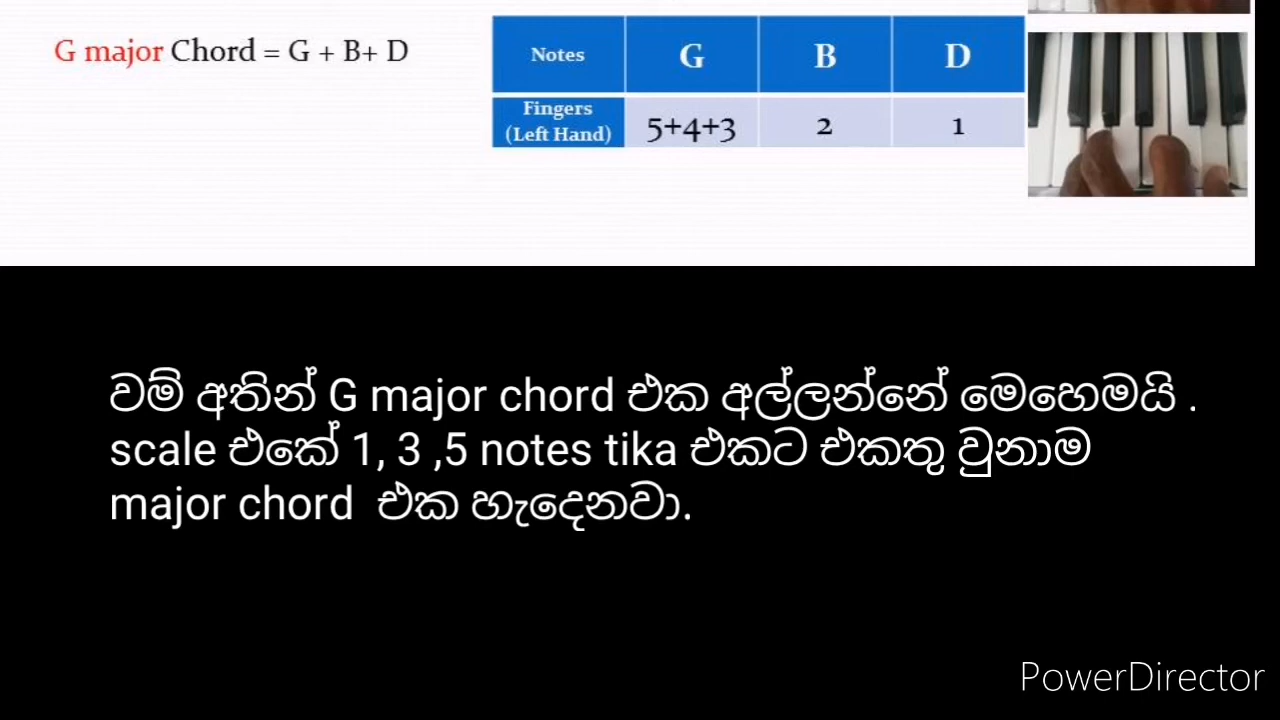 G major Chord = G + B+ D
Notes G B D
Fingers
(Left Hand) 5+4+3 2 1
වම් අතින් G major chord එක අල්ලන්නේ මෙහෙමයි .
scale එකේ 1, 3 ,5 notes tika එකට එකතු වුනාම
major chord  එක හැදෙනවා.
PowerDirector